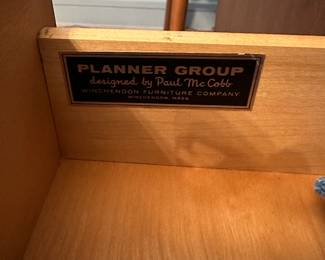 PLANNER GROUP
designed by Paul McCobb
WINCHENDON FURNITURE COMPANY
WINCHENDON, MASS.